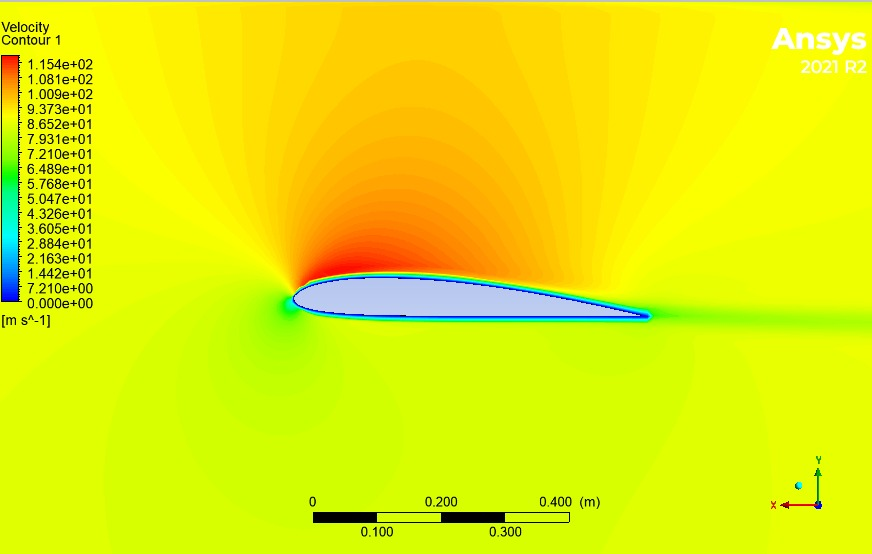 Velocity
Contour 1
1.154e+02
1.081e+02
1.009e+02
9.373e+01
8.652e+01
7.931e+01
7.210e+01
6.489e+01
5.768e+01
5.047e+01
4.326e+01
3.605e+01
2.884e+01
2.163e+01
1.442e+01
7.210e+00
0.000e+00
[m s^-1]
Ansys
2021 R2
0 0.200 0.400 (m)
0.100 0.300
Y
X